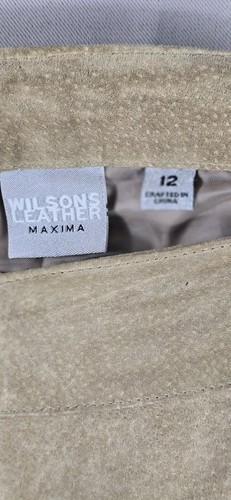 WILSONS
LEATHER
MAXIMA
12
CRAFTED IN
CHINA